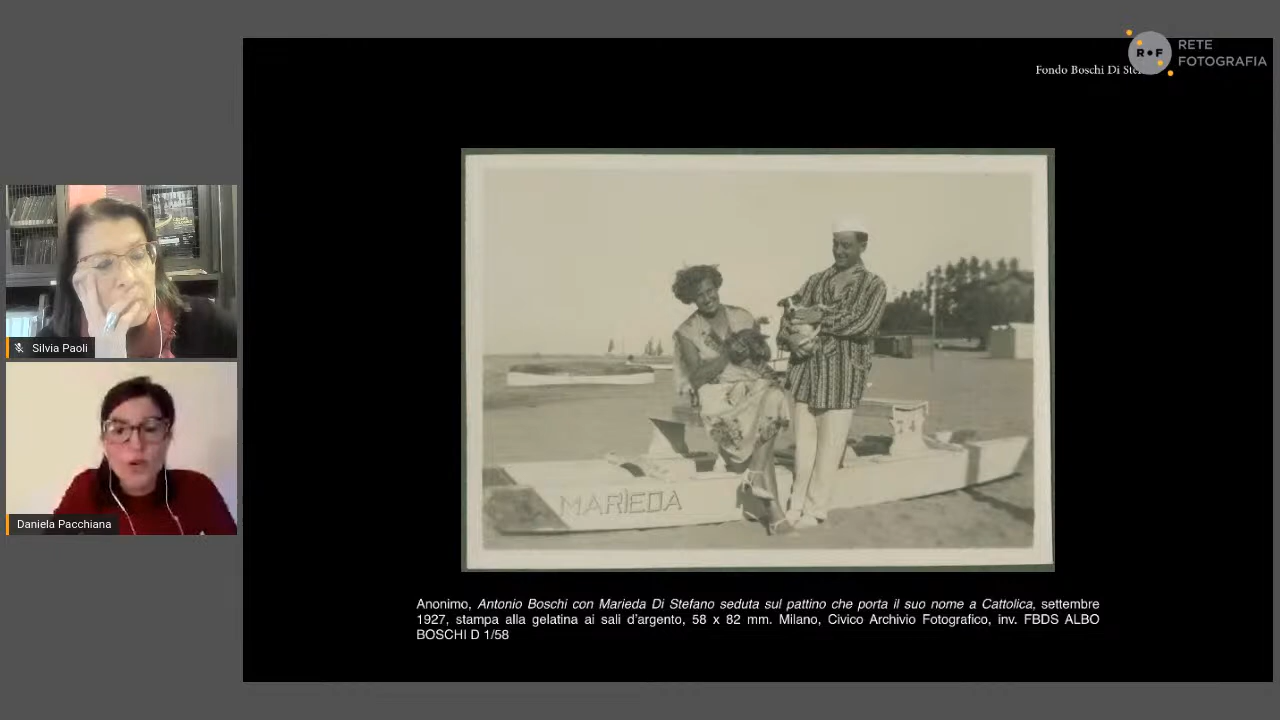 R•F
RETE
FOTOGRAFIA
Fondo Boschi Di
Silvia Paoli
Daniela Pacchiana
MARIEDA
Anonimo, Antonio Boschi con Marieda Di Stefano seduta sul pattino che porta il suo nome a Cattolica, settembre
1927, stampa alla gelatina ai sali d'argento, 58 x 82 mm. Milano, Civico Archivio Fotografico, inv. FBDS ALBO
BOSCHI D 1/58